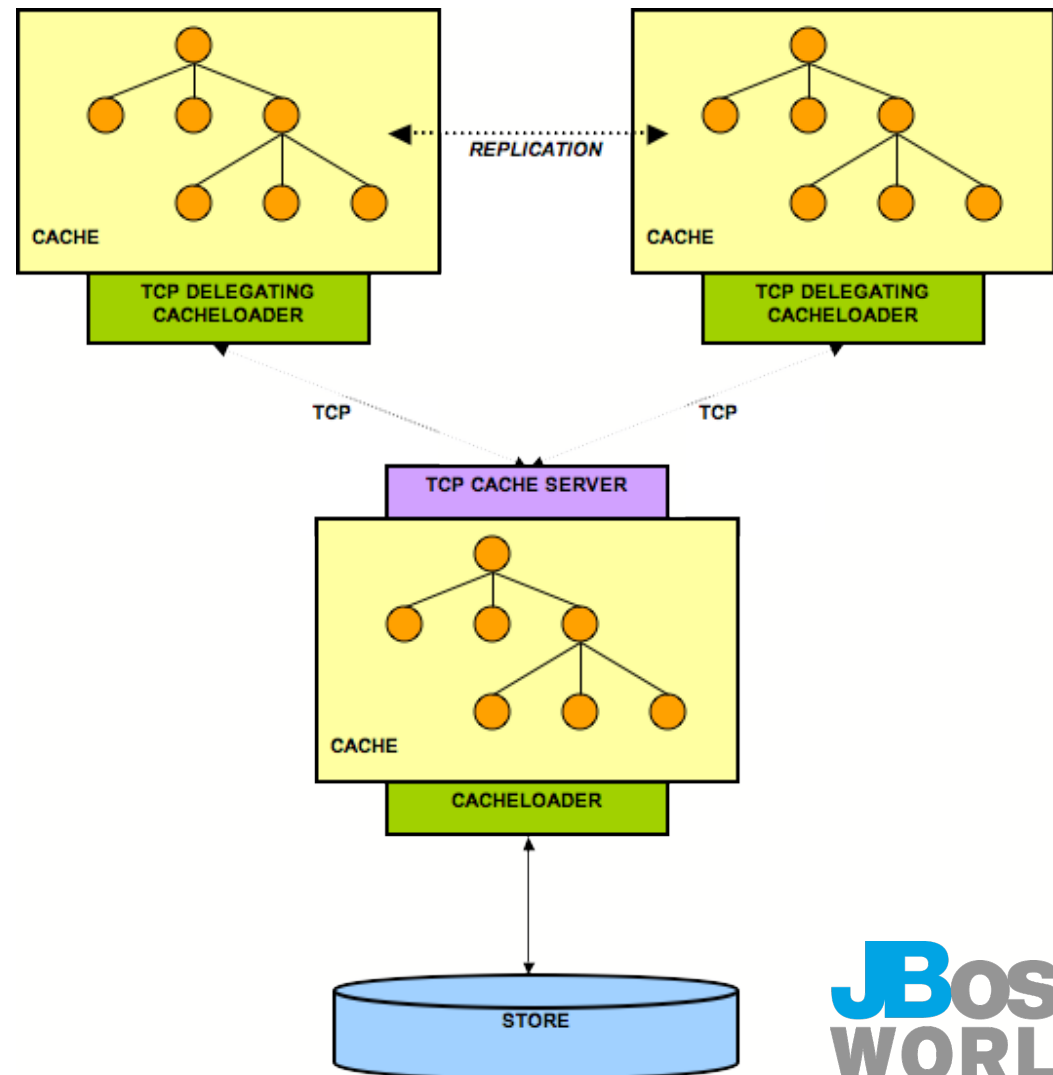 REPLICATION
CACHE
CACHE
TCP DELEGATING
CACHELOADER
TCP DELEGATING
CACHELOADER
TCP
TCP
TCP CACHE SERVER
CACHE
CACHELOADER
STORE
JBos
WORL